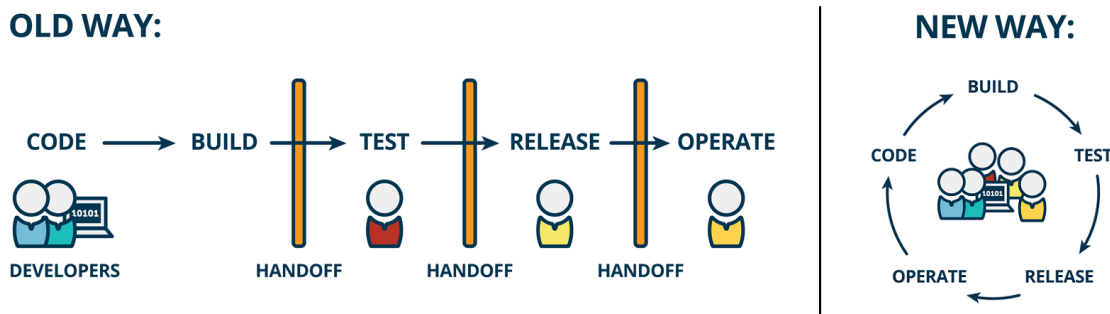 OLD WAY:
CODE
BUILD
TEST
RELEASE
OPERATE
10101
DEVELOPERS
HANDOFF
HANDOFF
HANDOFF
NEW WAY:
BUILD
CODE
TEST
10101
OPERATE
RELEASE